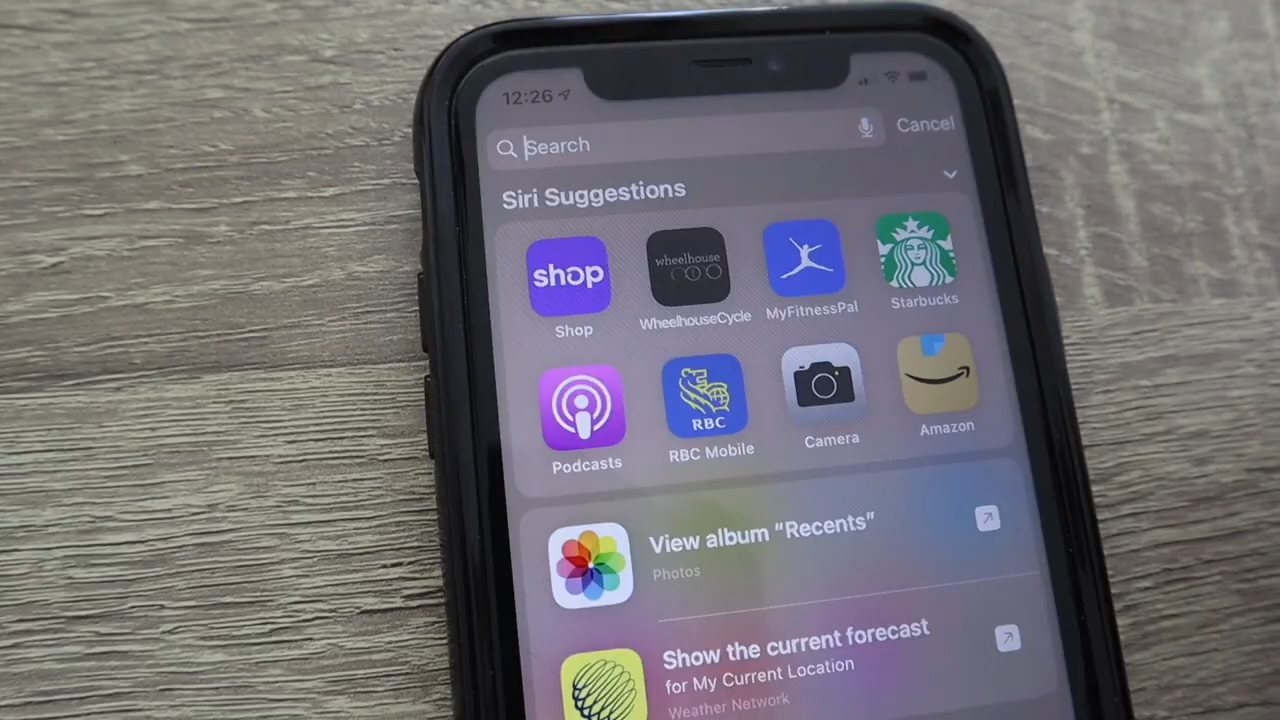 12:26
Search
Cancel
Siri Suggestions
shop
wheelhouse
Shop
WheelhouseCycle
MyFitnessPal
Starbucks
RBC
Podcasts
RBC Mobile
Camera
Amazon
View album “Recents”
Photos
Show the current forecast
for My Current Location
Weather Network